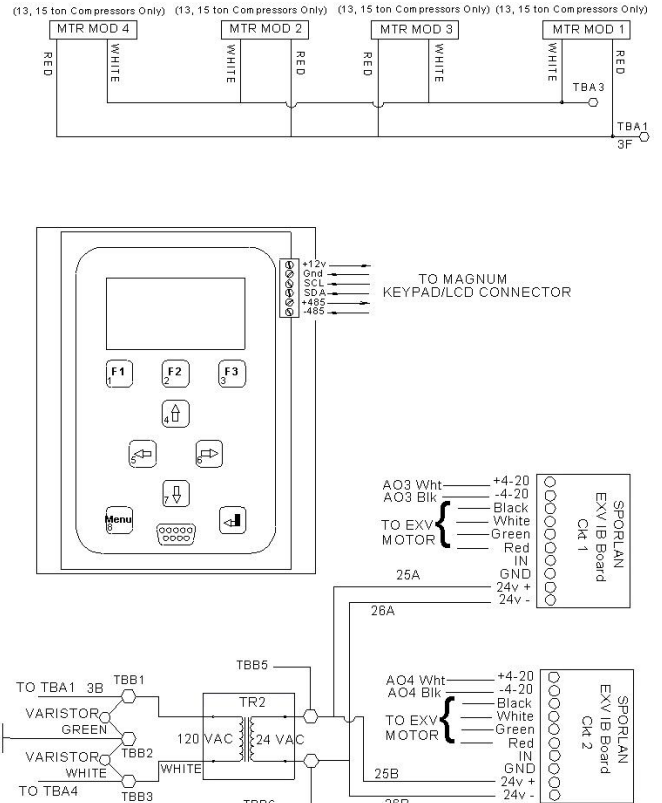 (13, 15 ton Compressors Only) (13, 15 ton Compressors Only) (13, 15 ton Compressors Only) (13, 15 ton Compressors Only)
MTR MOD 4 MTR MOD 2 MTR MOD 3 MTR MOD 1
RED WHITE WHITE RED RED WHITE WHITE RED
TBA3
TBA1
3F
+12v
Gnd
SCL
SDA
+485
-485
TO MAGNUM
KEYPAD/LCD CONNECTOR
F1 F2 F3
1 2 3
4
5 6
7
Menu
8
AO3 Wht +4-20
AO3 Blk -4-20
Black
White
Green
Red
IN
GND
24v +
24v -
TO EXV
MOTOR
SPORLAN
EXV IB Board
Ckt 1
25A
26A
TBB5
TO TBA1 3B TBB1
VARISTOR
GREEN
TBB2
VARISTOR
WHITE
TO TBA4 TBB3
WHITE
TR2
120 VAC 24 VAC
TBB6
AO4 Wht +4-20
AO4 Blk -4-20
Black
White
Green
Red
IN
GND
24v +
24v -
TO EXV
MOTOR
SPORLAN
EXV IB Board
Ckt 2
25B
26B